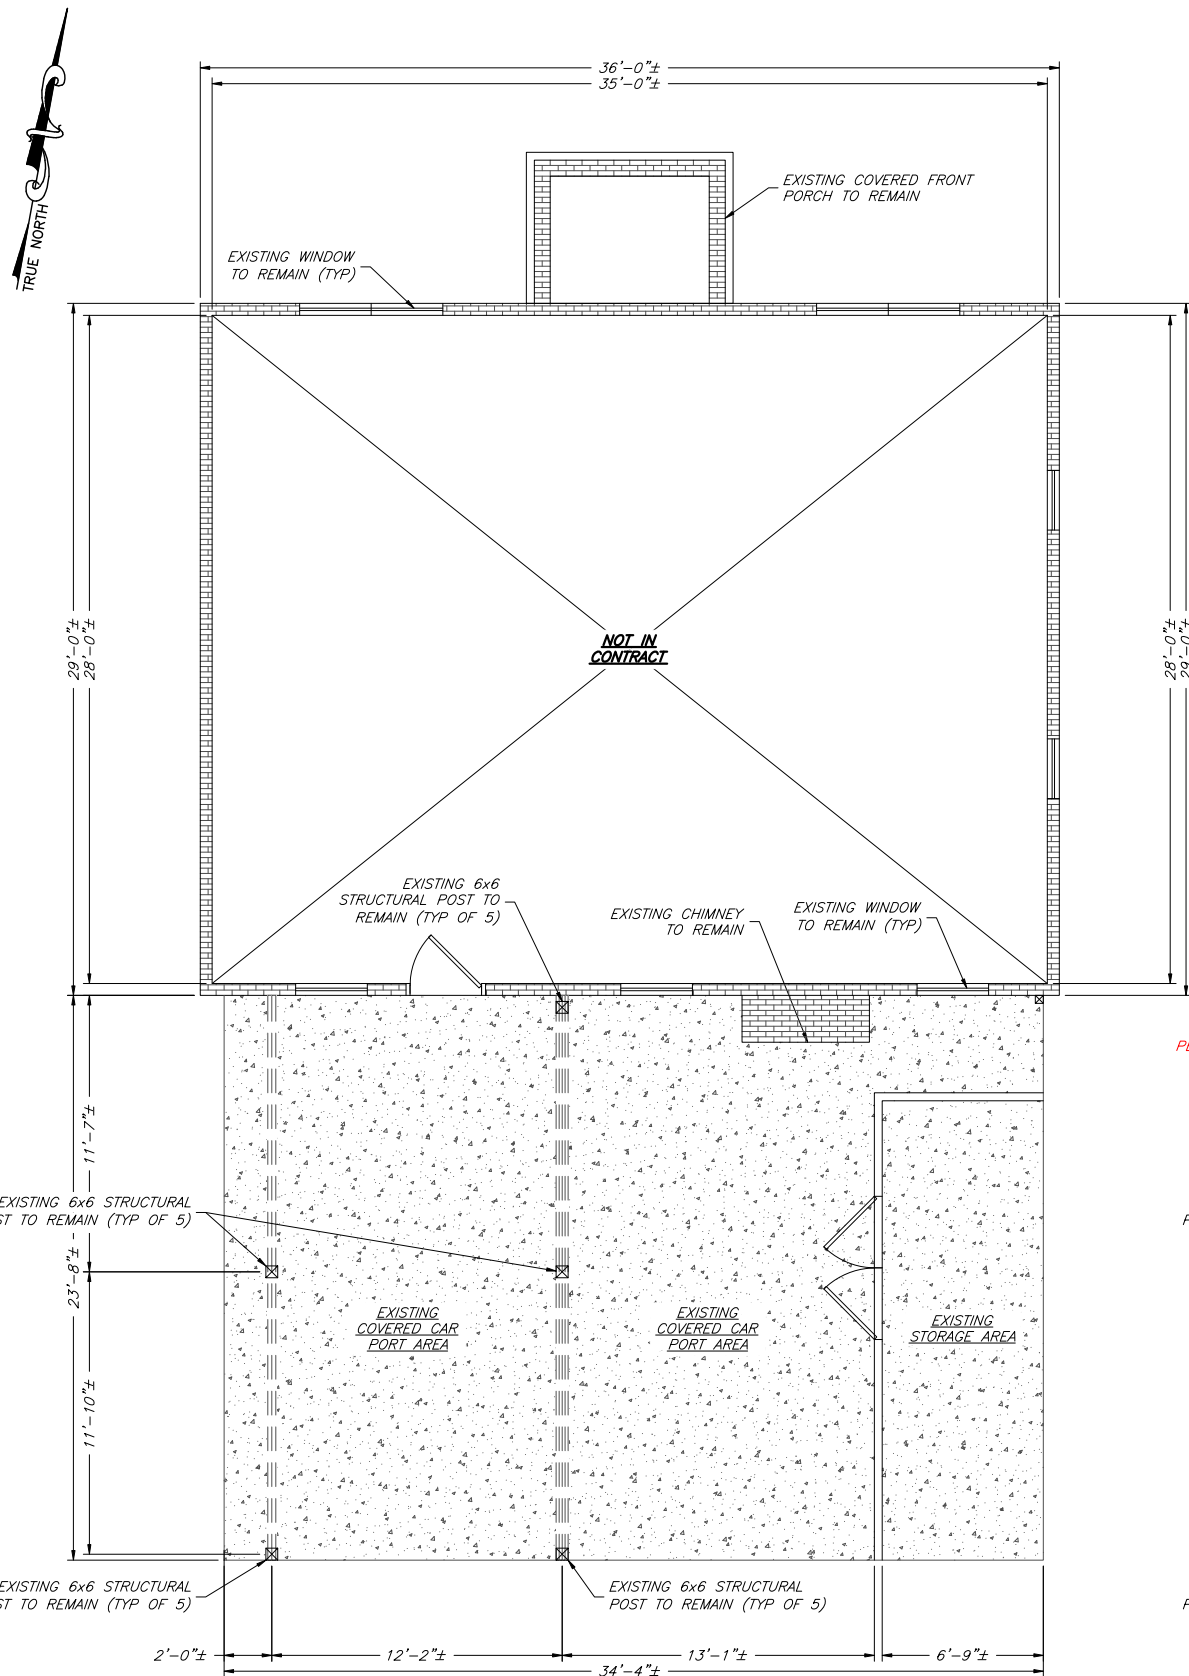 36'-0"±
35'-0"±
TRUE NORTH
EXISTING COVERED FRONT
PORCH TO REMAIN
EXISTING WINDOW
TO REMAIN (TYP)
29'-0"±
28'-0"±
NOT IN
CONTRACT
28'-0"±
29'-0"±
EXISTING 6x6
STRUCTURAL POST TO
REMAIN (TYP OF 5)
EXISTING CHIMNEY
TO REMAIN
EXISTING WINDOW
TO REMAIN (TYP)
11'-7"±
EXISTING 6x6 STRUCTURAL
ST TO REMAIN (TYP OF 5)
23'-8"±
11'-10"±
EXISTING
COVERED CAR
PORT AREA
EXISTING
COVERED CAR
PORT AREA
EXISTING
STORAGE AREA
EXISTING 6x6 STRUCTURAL
ST TO REMAIN (TYP OF 5)
EXISTING 6x6 STRUCTURAL
POST TO REMAIN (TYP OF 5)
2'-0"±
12'-2"±
13'-1"±
6'-9"±
34'-4"±